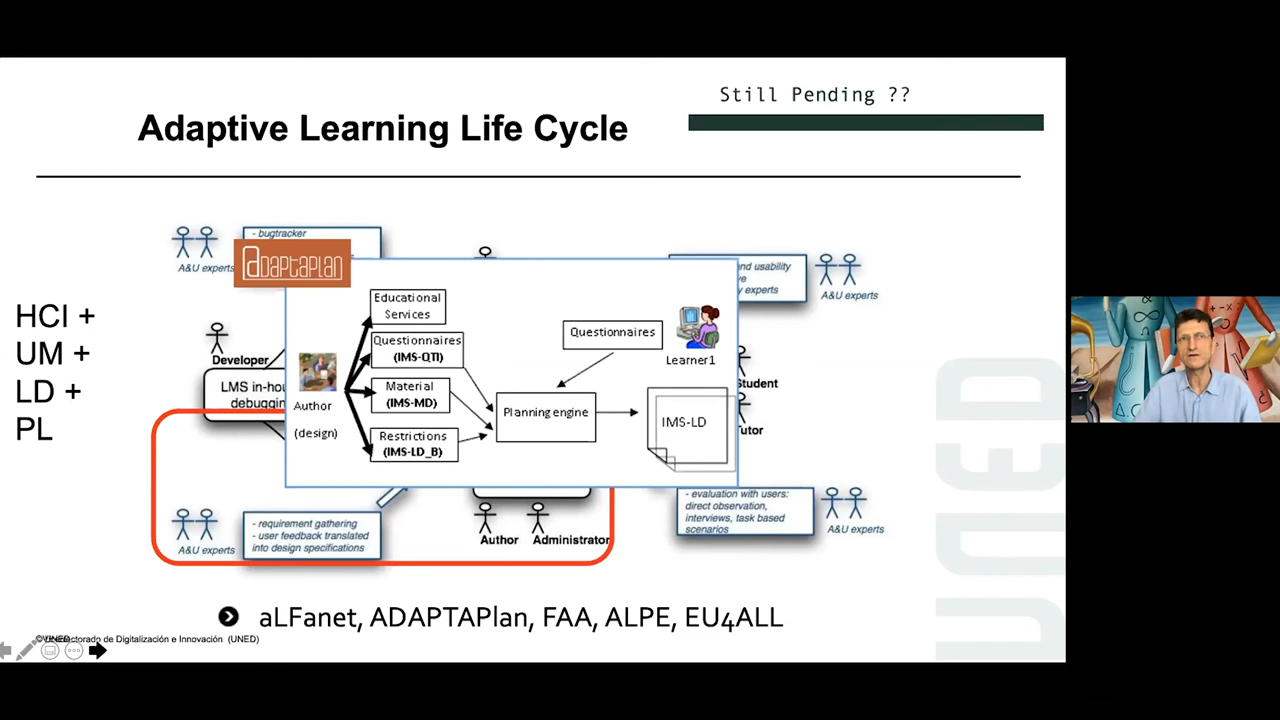 Still Pending ??
Adaptive Learning Life Cycle
HCI +
UM +
LD +
PL
- bugtracker
A&U experts
adaptaplan
nd usability
ve
y experts
A&U experts
Developer
LMS in-hou
debuggin
Author
(design)
Educational
Services
Questionnaires
(IMS-QTI)
Material
(IMS-MD)
Restrictions
(IMS-LD_B)
Questionnaires
Learner1
Planning engine
IMS-LD
Student
Tutor
A&U experts
- requirement gathering
- user feedback translated
into design specifications
Author
Administrator
- evaluation with users:
direct observation,
interviews, task based
scenarios
A&U experts
aLFanet, ADAPTAPlan, FAA, ALPE, EU4ALL
de Digitalización e Innovación (UNED)
UNED